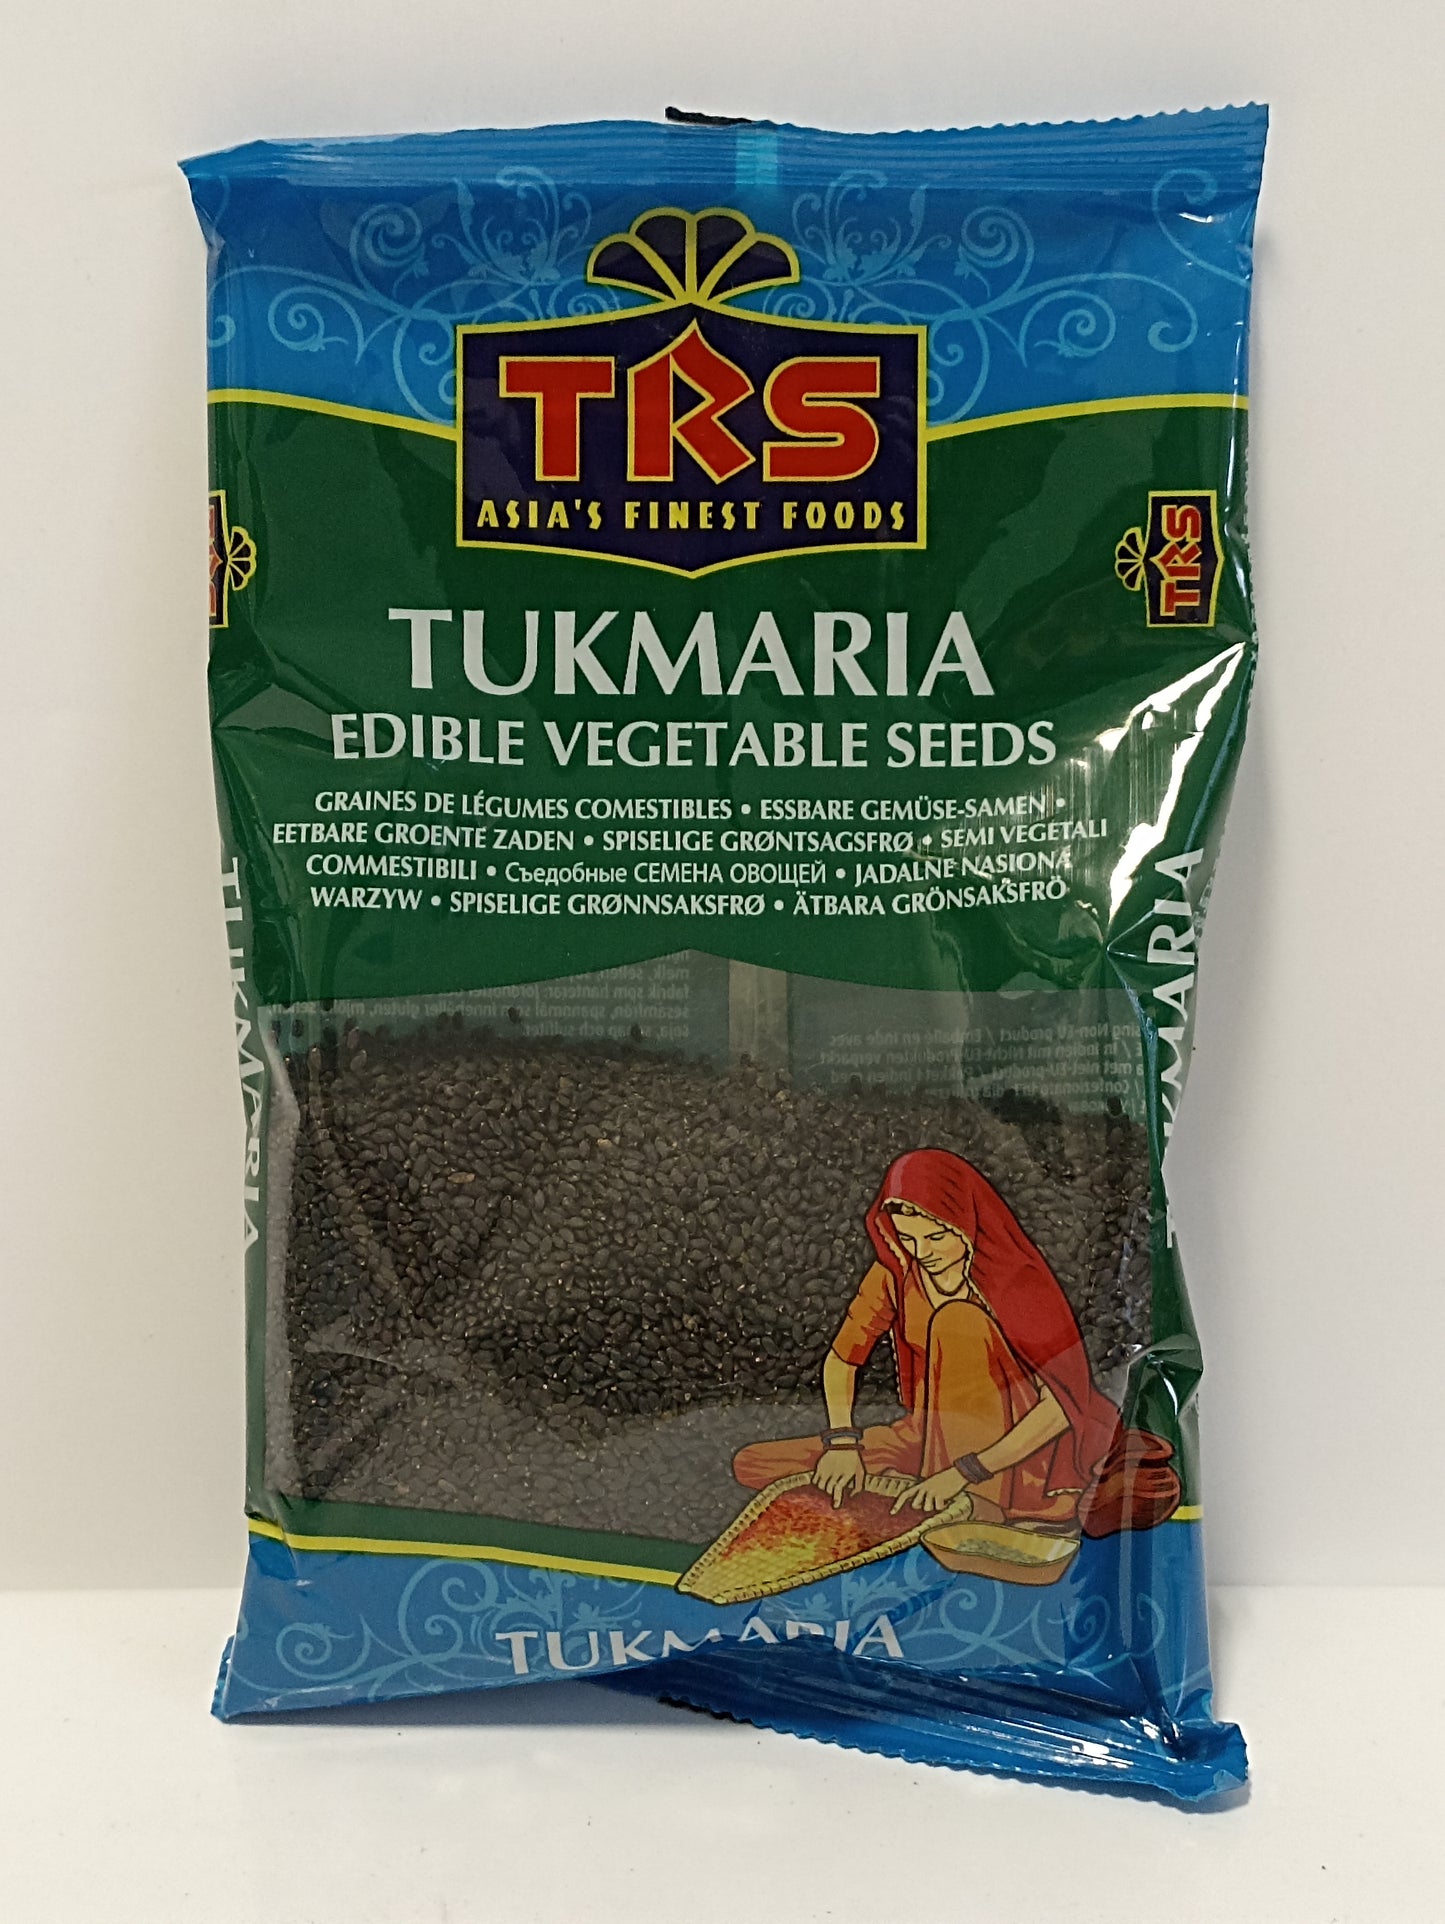 TRS
ASIA'S FINEST FOODS
TRS
TUKMARIA
EDIBLE VEGETABLE SEEDS
GRAINES DE LÉGUMES COMESTIBLES • ESSBARE GEMÜSE-SAMEN •
EETBARE GROENTE ZADEN • SPISELIGE GRØNTSAGSFRØ • SEMI VEGETALI
COMMESTIBILI • Съедобные СЕМЕНА ОВОЩЕЙ • JADALNE NASIONA
WARZYW • SPISELIGE GRØNNSAKSFRØ • ÄTBARA GRÖNSAKSFRÖ
TUKMARIA
TUKMARIA
TUKMARIA